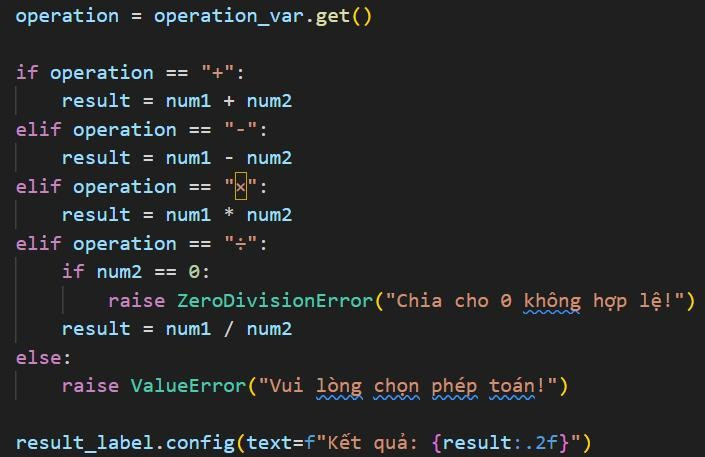 operation = operation_var.get()
if operation == "+":
result = num1 + num2
elif operation == "-":
result = num1 - num2
elif operation == "×":
result = num1 * num2
elif operation == "÷":
if num2 == 0:
raise ZeroDivisionError("Chia cho 0 không hợp lệ!")
result = num1 / num2
else:
raise ValueError("Vui lòng chọn phép toán!")
result_label.config(text=f"Kết quả: {result:.2f}")